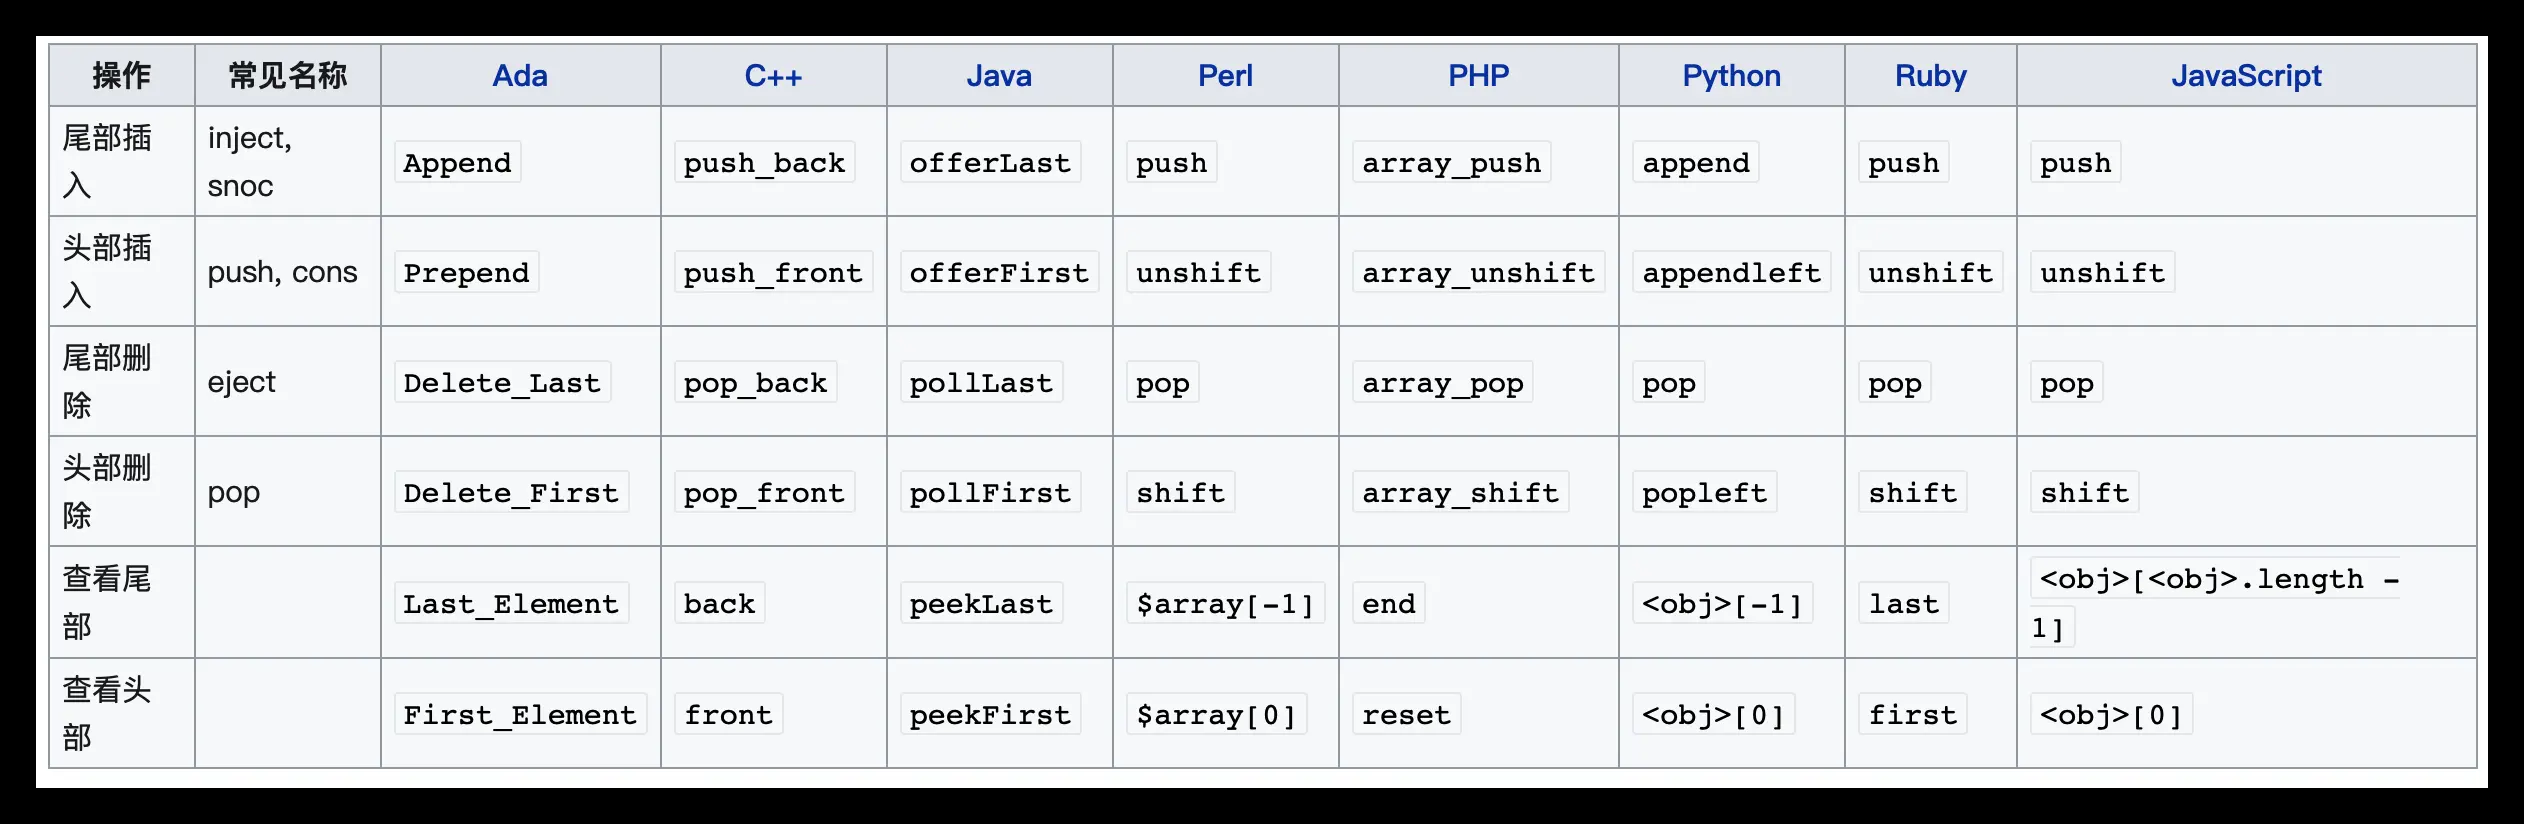 操作 常见名称 Ada C++ Java Perl PHP Python Ruby JavaScript
尾部插入 inject, snoc Append push_back offerLast push array_push append push push
头部插入 push, cons Prepend push_front offerFirst unshift array_unshift appendleft unshift unshift
尾部删除 eject Delete_Last pop_back pollLast pop array_pop pop pop pop
头部删除 pop Delete_First pop_front pollFirst shift array_shift popleft shift shift
查看尾部 Last_Element back peekLast $array[-1] end <obj>[-1] last <obj>[<obj>.length - 1]
查看头部 First_Element front peekFirst $array[0] reset <obj>[0] first <obj>[0]